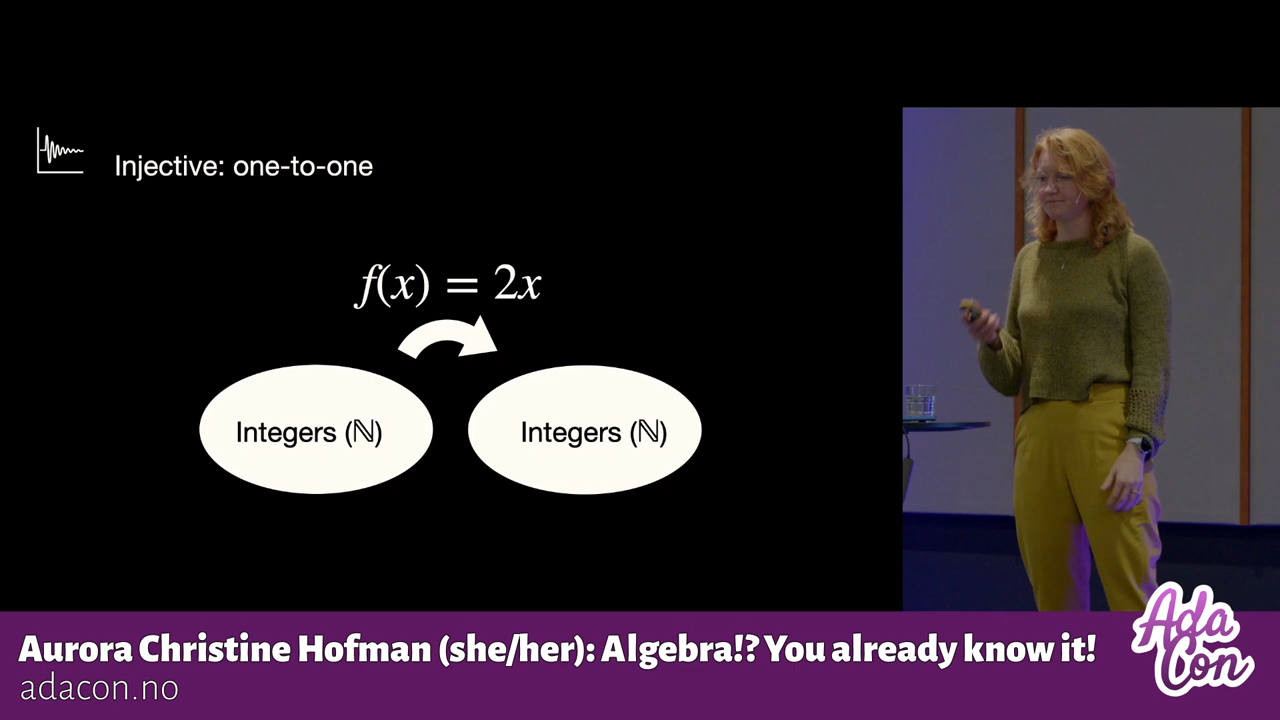 Injective: one-to-one
f(x) = 2x
Integers (ℕ)
Integers (ℕ)
Aurora Christine Hofman (she/her): Algebra!? You already know it!
adacon.no
Ada
Con